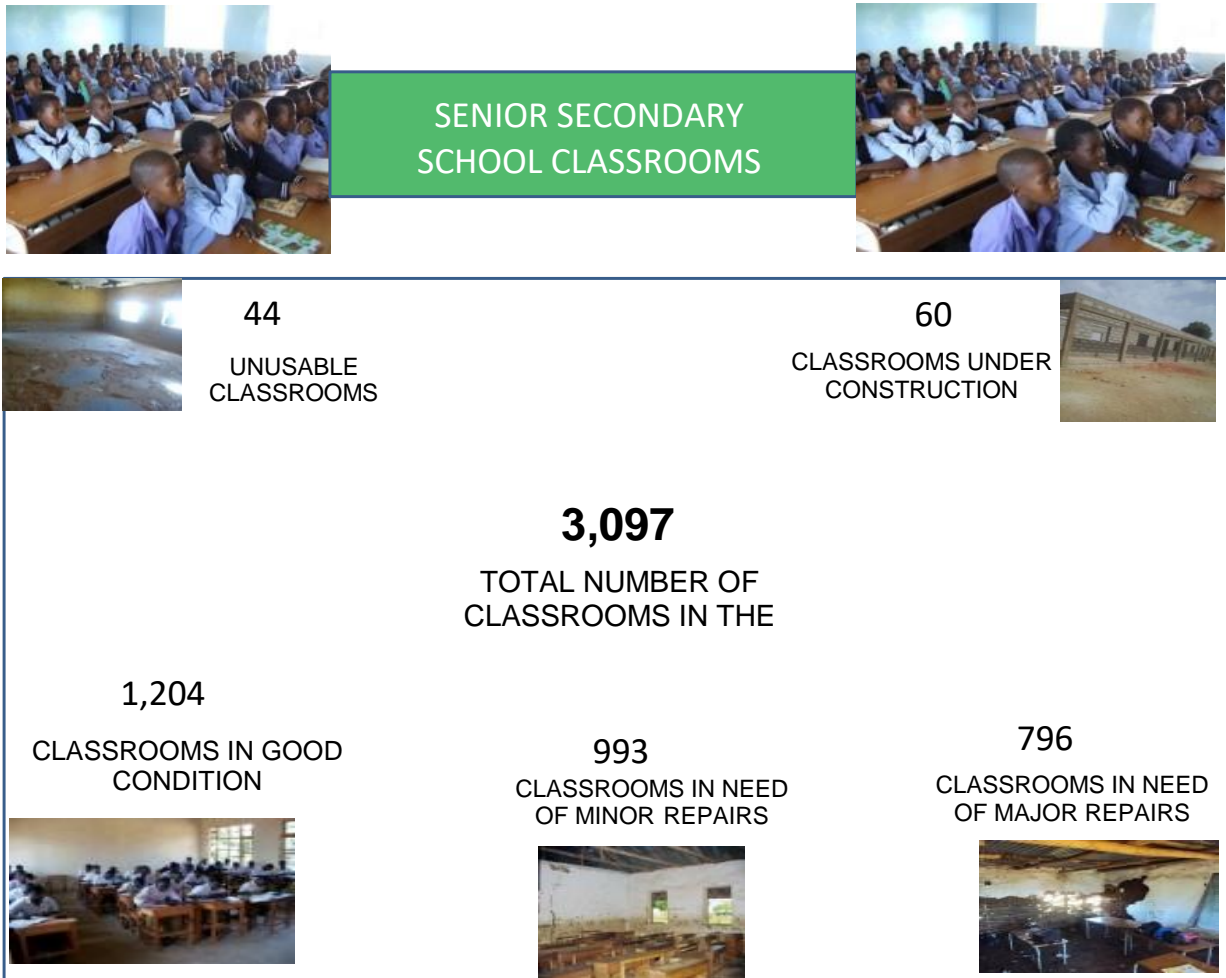 SENIOR SECONDARY
SCHOOL CLASSROOMS
44
UNUSABLE
CLASSROOMS
60
CLASSROOMS UNDER
CONSTRUCTION
3,097
TOTAL NUMBER OF
CLASSROOMS IN THE
1,204
CLASSROOMS IN GOOD
CONDITION
993
CLASSROOMS IN NEED
OF MINOR REPAIRS
796
CLASSROOMS IN NEED
OF MAJOR REPAIRS